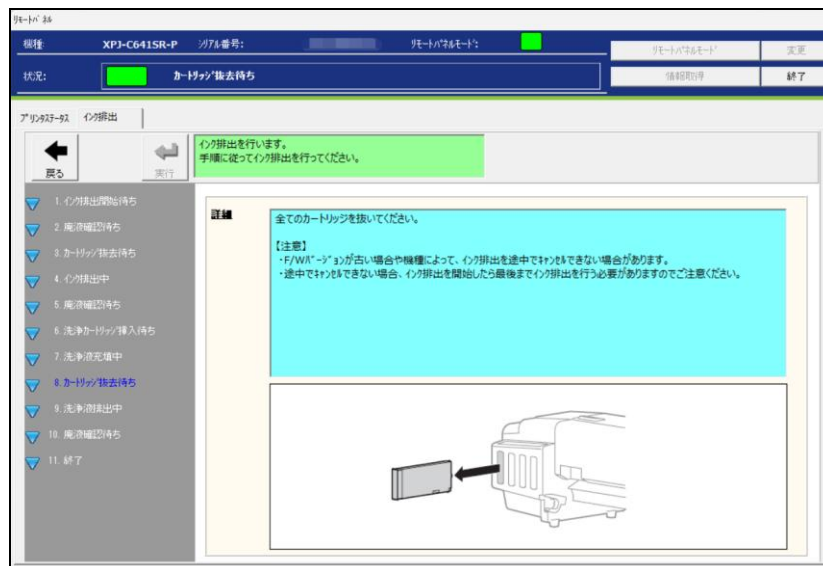 リモートパネル
機種: XPJ-C641SR-P シリアル番号: リモートパネルモード:
リモートパネルモード 変更
状況: カートリッジ抜去待ち
情報取得 終了
プリンタステータス インク排出
戻る 実行
インク排出を行います。
手順に従ってインク排出を行ってください。
1. インク排出開始待ち
2. 廃液確認待ち
3. カートリッジ抜去待ち
4. インク排出中
5. 廃液確認待ち
6. 洗浄カートリッジ挿入待ち
7. 洗浄液充填中
8. カートリッジ抜去待ち
9. 洗浄液排出中
10. 廃液確認待ち
11. 終了
詳細
全てのカートリッジを抜いてください。
【注意】
・F/Wバージョンが古い場合や機種によって、インク排出を途中でキャンセルできない場合があります。
・途中でキャンセルできない場合、インク排出を開始したら最後までインク排出を行う必要がありますのでご注意ください。